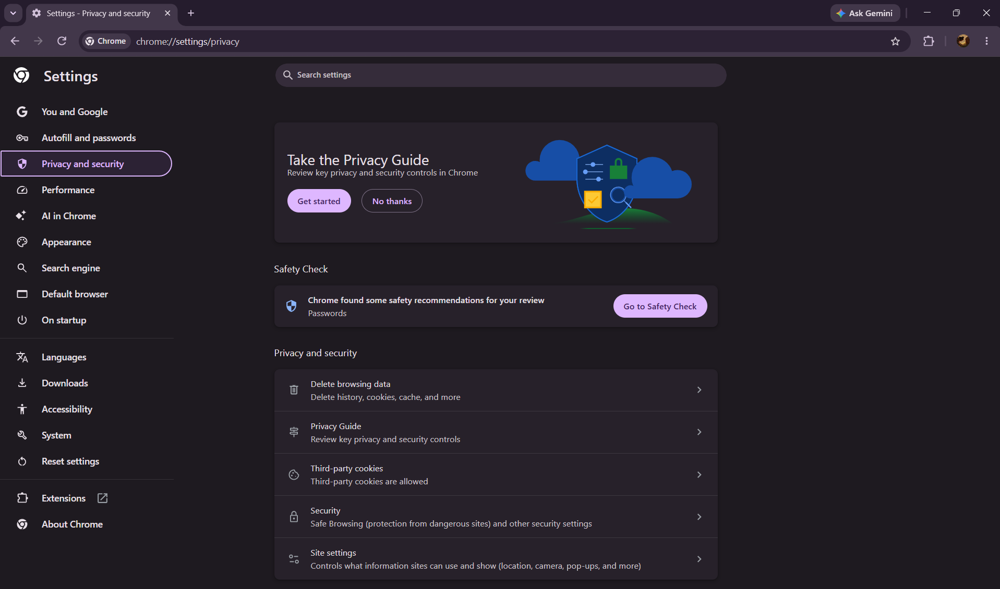 Settings - Privacy and security
Ask Gemini
Chrome
chrome://settings/privacy
Settings
Search settings
You and Google
Autofill and passwords
Privacy and security
Performance
AI in Chrome
Appearance
Search engine
Default browser
On startup
Languages
Downloads
Accessibility
System
Reset settings
Extensions
About Chrome
Take the Privacy Guide
Review key privacy and security controls in Chrome
Get started
No thanks
Safety Check
Chrome found some safety recommendations for your review
Passwords
Go to Safety Check
Privacy and security
Delete browsing data
Delete history, cookies, cache, and more
Privacy Guide
Review key privacy and security controls
Third-party cookies
Third-party cookies are allowed
Security
Safe Browsing (protection from dangerous sites) and other security settings
Site settings
Controls what information sites can use and show (location, camera, pop-ups, and more)